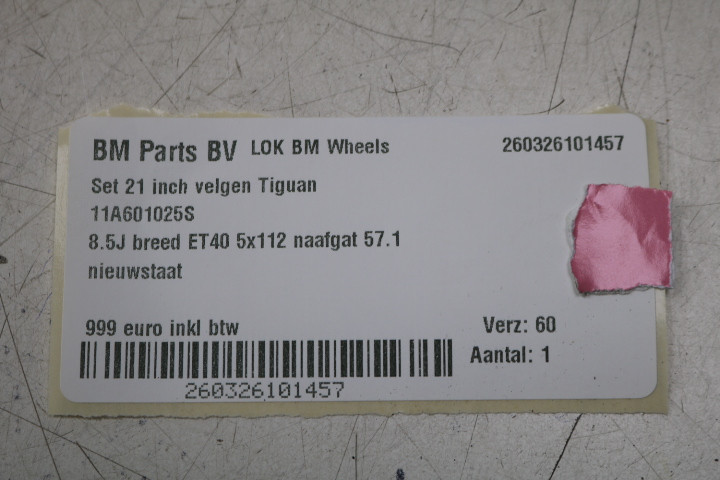 BM Parts BV LOK BM Wheels 260326101457
Set 21 inch velgen Tiguan
11A601025S
8.5J breed ET40 5x112 naafgat 57.1
nieuwstaat
999 euro inkl btw Verz: 60
Aantal: 1
260326101457